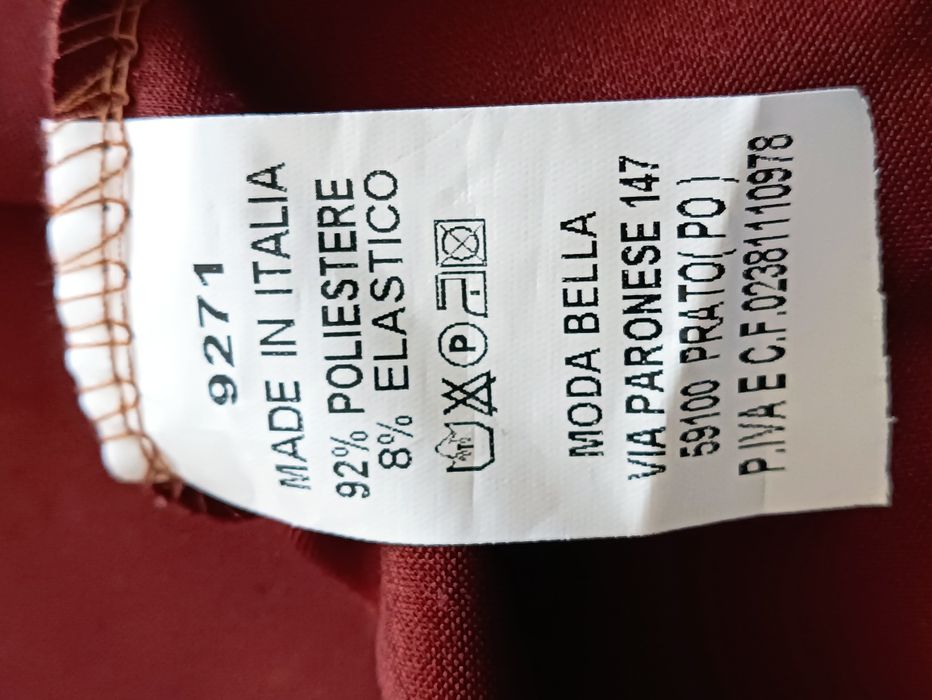 9271
MADE IN ITALIA
92% POLIESTERE
8% ELASTICO
P
MODA BELLA
VIA PARONESE 147
59100 PRATO( PO )
P.IVA E C.F.02381110978